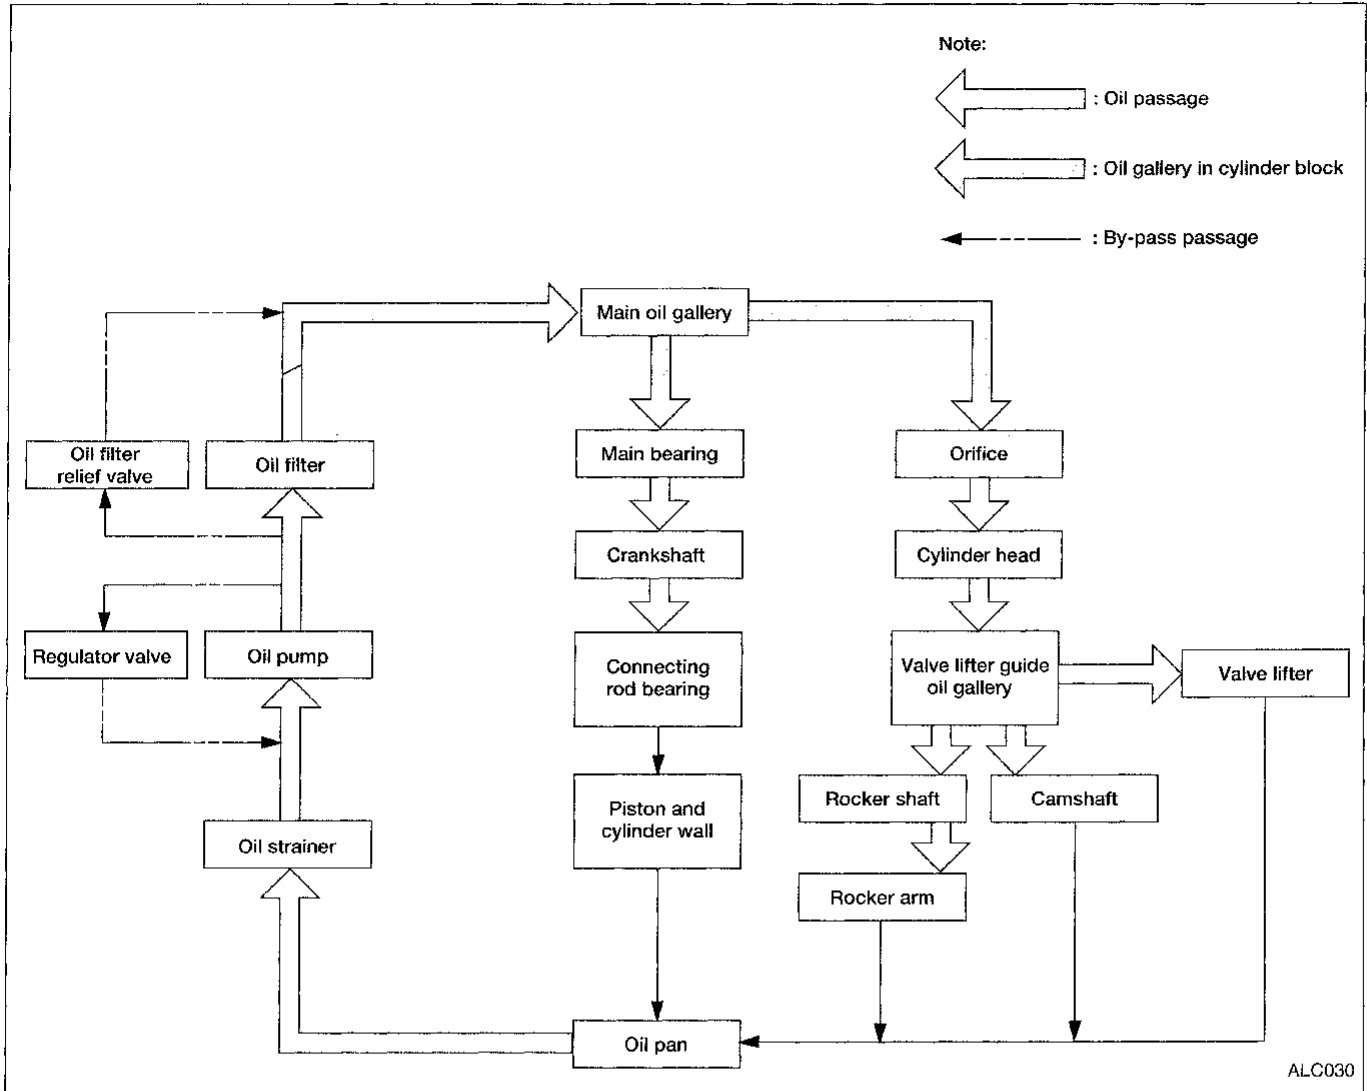 Note:
: Oil passage
: Oil gallery in cylinder block
: By-pass passage
Main oil gallery
Oil filter
relief valve
Oil filter
Main bearing
Orifice
Crankshaft
Cylinder head
Regulator valve
Oil pump
Connecting
rod bearing
Valve lifter guide
oil gallery
Valve lifter
Piston and
cylinder wall
Rocker shaft
Camshaft
Oil strainer
Rocker arm
Oil pan
ALC030